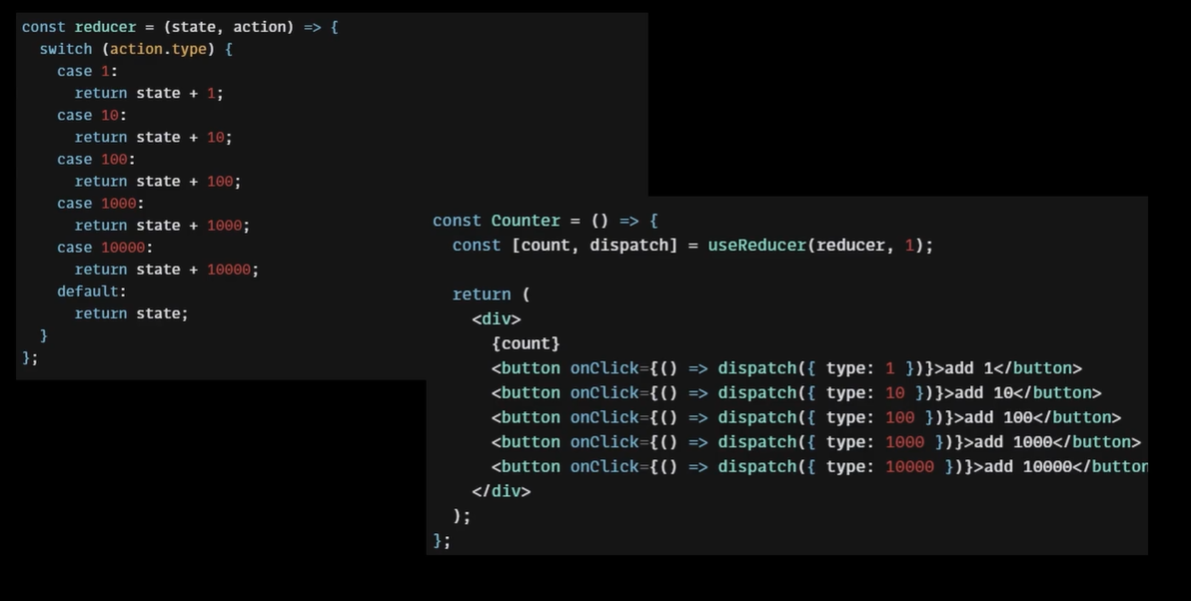 const reducer = (state, action) => {
  switch (action.type) {
    case 1:
      return state + 1;
    case 10:
      return state + 10;
    case 100:
      return state + 100;
    case 1000:
      return state + 1000;
    case 10000:
      return state + 10000;
    default:
      return state;
  }
};
const Counter = () => {
  const [count, dispatch] = useReducer(reducer, 1);
  return (
    <div>
      {count}
      <button onClick={() => dispatch({ type: 1 })}>add 1</button>
      <button onClick={() => dispatch({ type: 10 })}>add 10</button>
      <button onClick={() => dispatch({ type: 100 })}>add 100</button>
      <button onClick={() => dispatch({ type: 1000 })}>add 1000</button>
      <button onClick={() => dispatch({ type: 10000 })}>add 10000</button
    </div>
  );
};